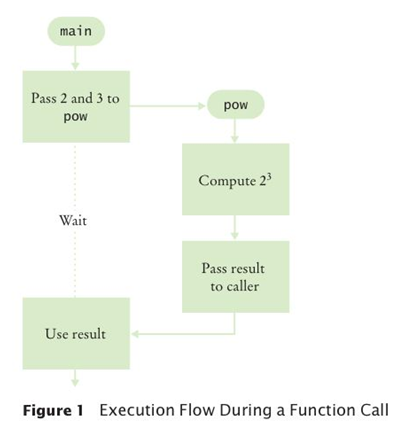 main
Pass 2 and 3 to
pow
pow
Compute 2³
Wait
Pass result
to caller
Use result
Figure 1 Execution Flow During a Function Call